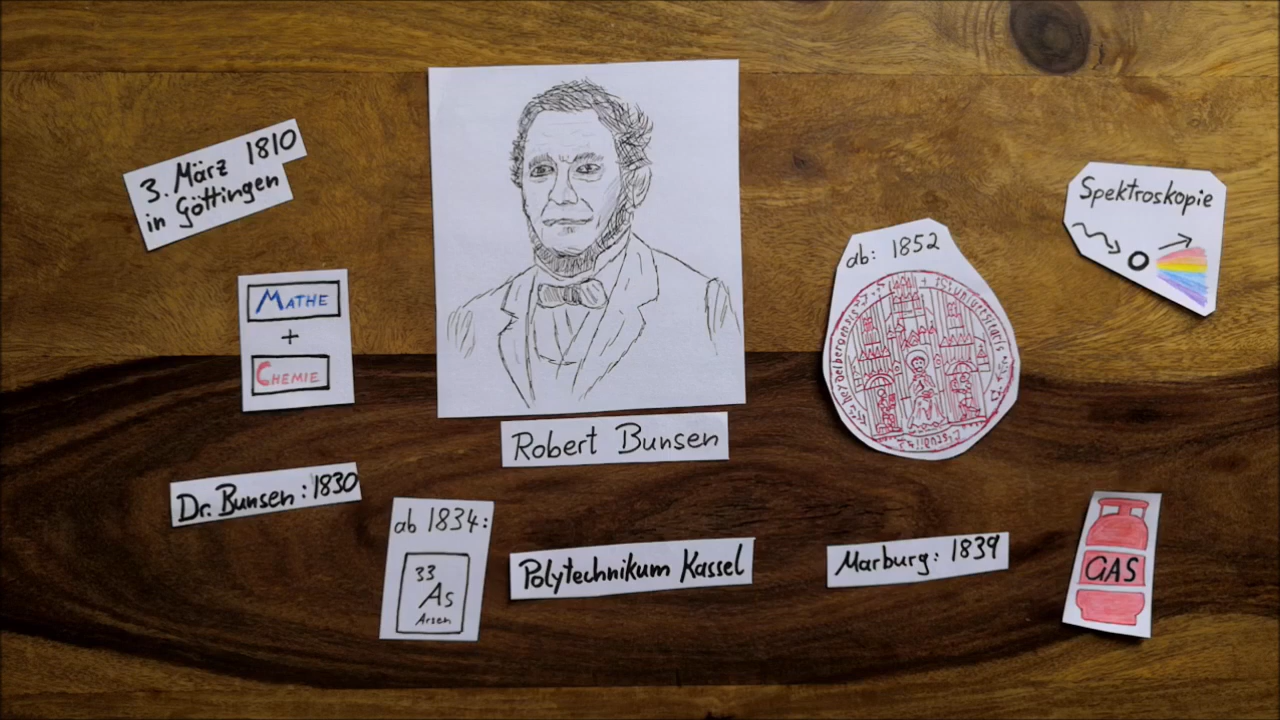 3. März 1810
in Göttingen
MATHE
+
CHEMIE
Dr. Bunsen: 1830
Robert Bunsen
ab 1834:
33
As
Arsen
Polytechnikum Kassel
ab: 1852
Marburg: 1839
Spektroskopie
GAS